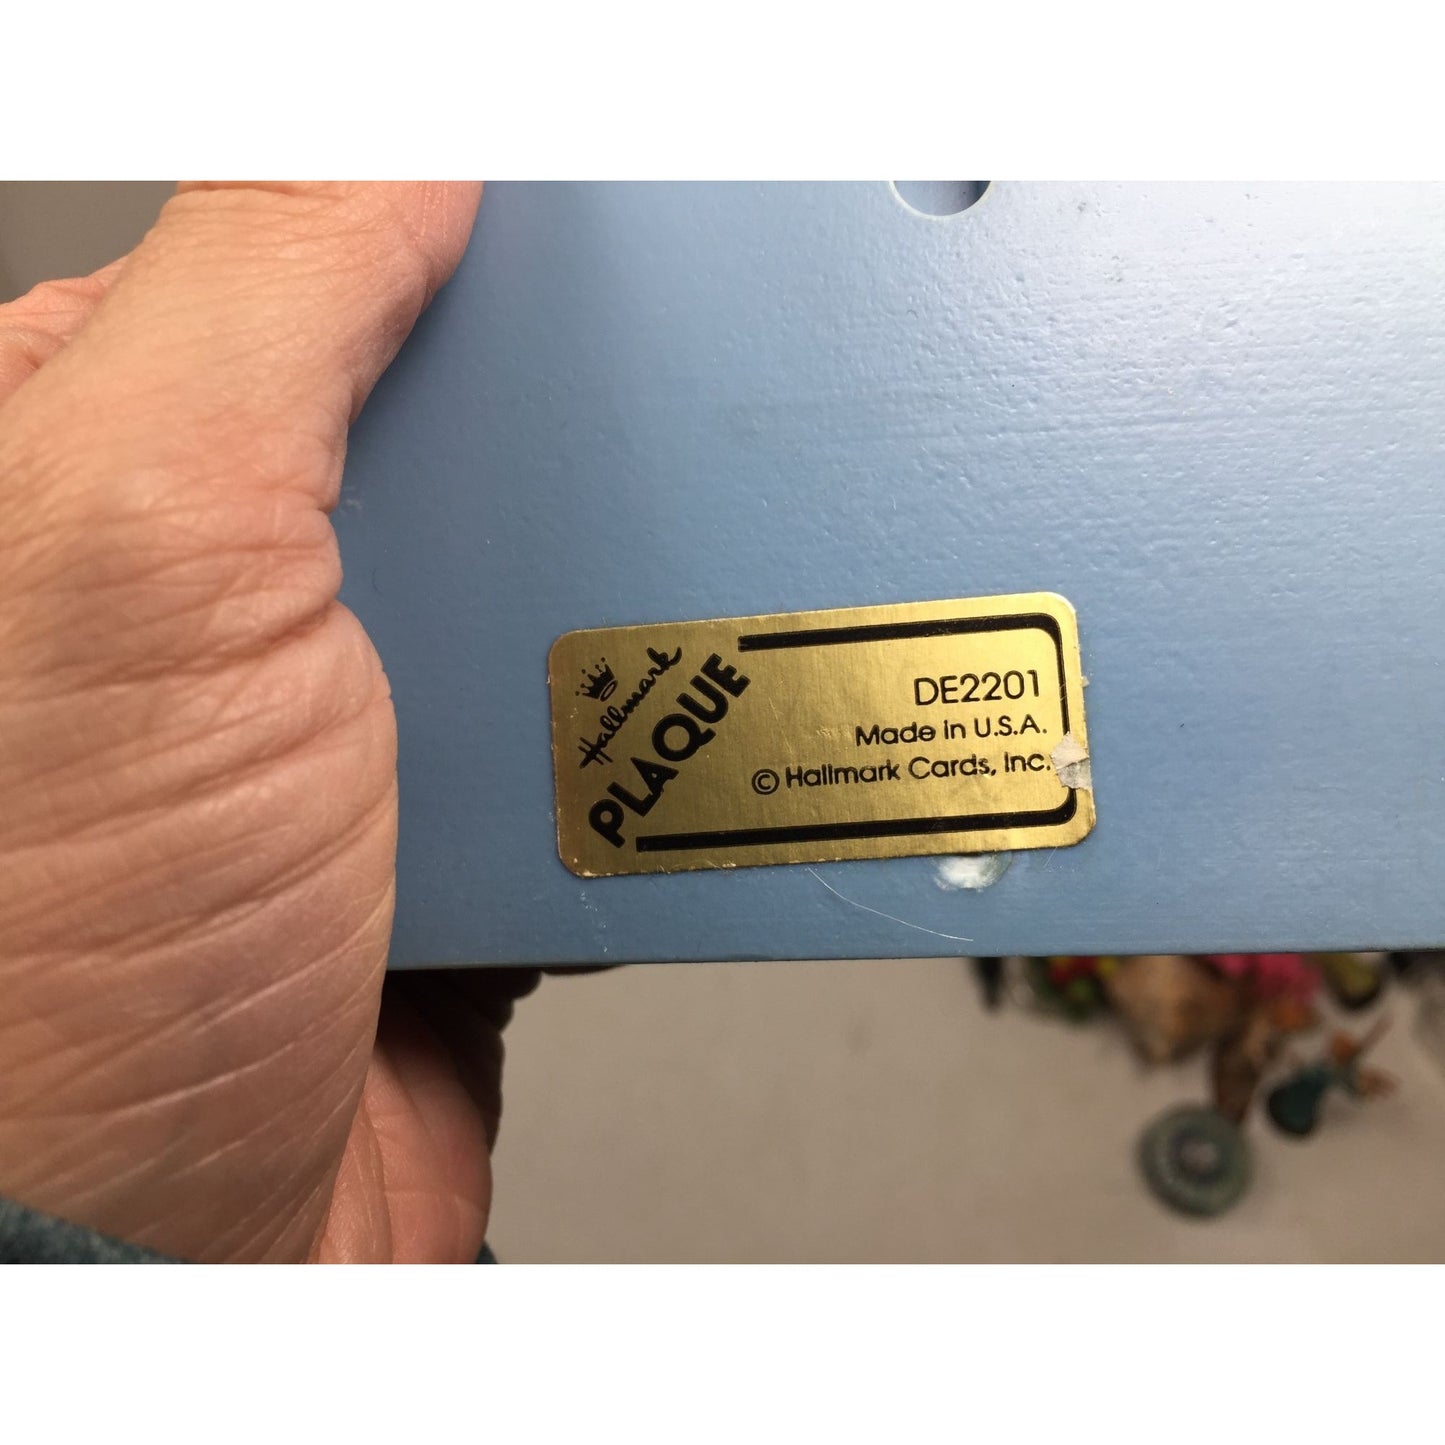 Hallmark
PLAQUE
DE2201
Made in U.S.A.
© Hallmark Cards, Inc.